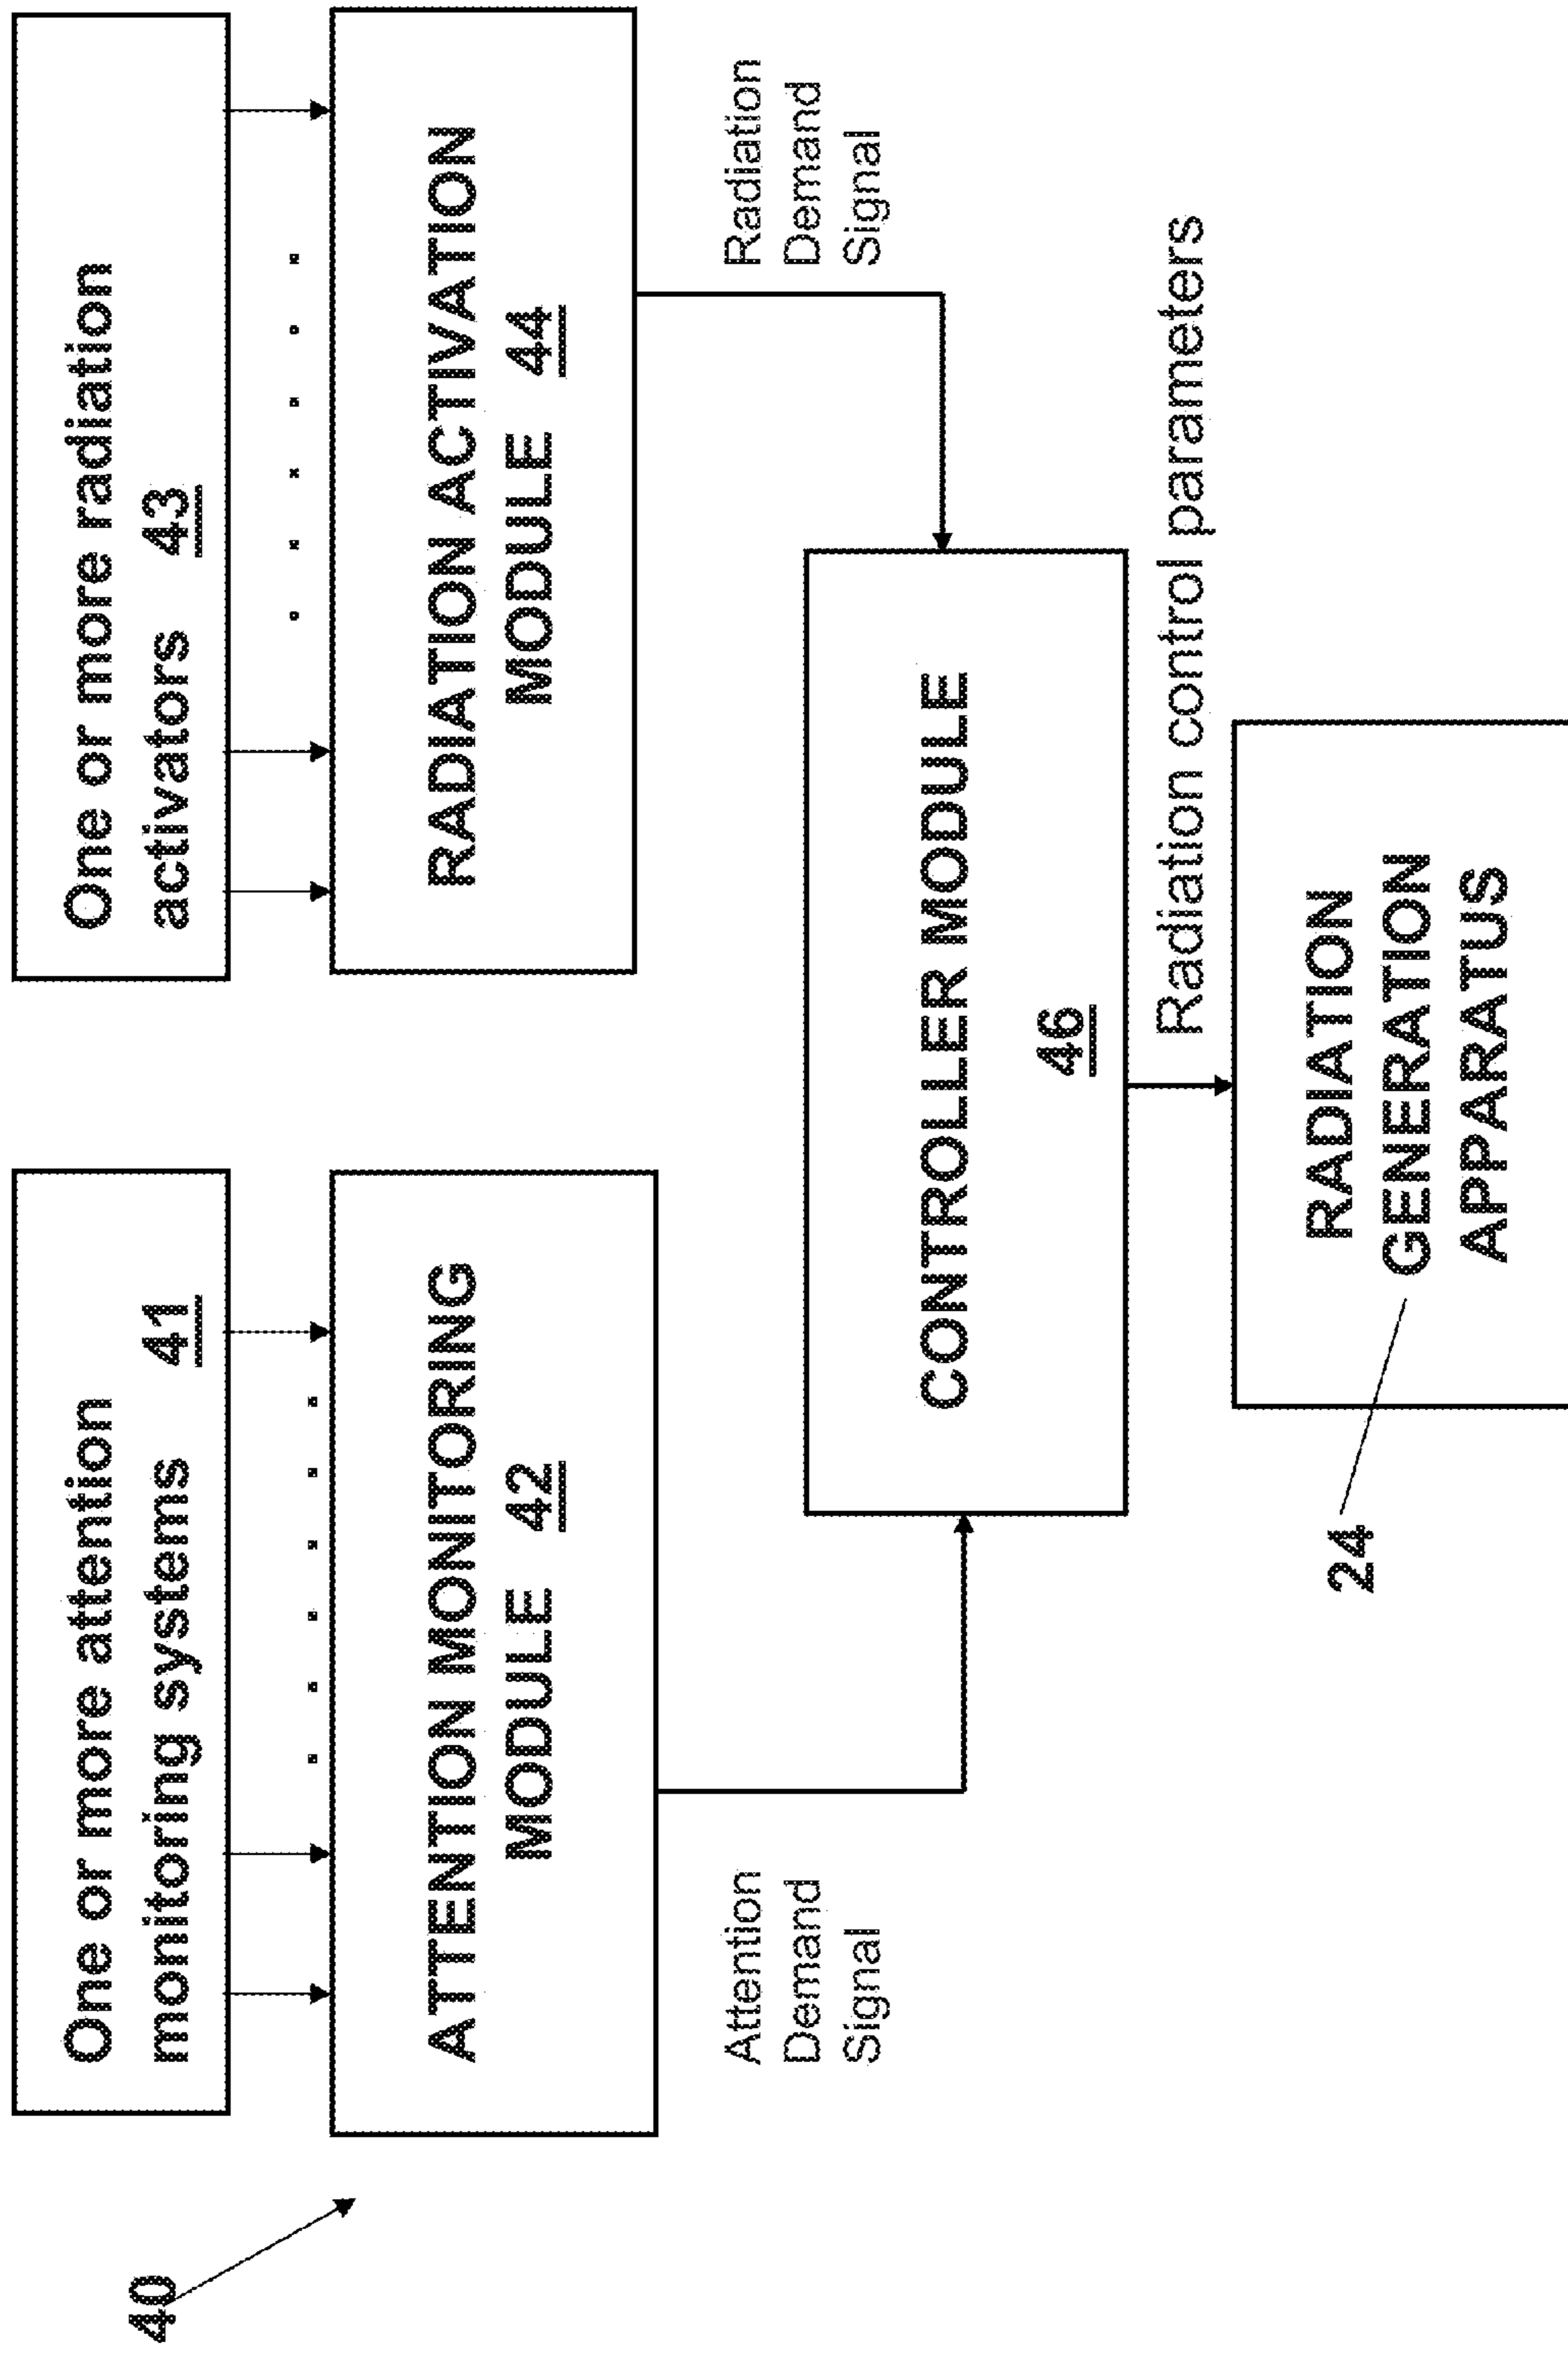 40
One or more attention
monitoring systems 41
One or more radiation
activators 43
ATTENTION MONITORING
MODULE 42
RADIATION ACTIVATION
MODULE 44
Attention
Demand
Signal
Radiation
Demand
Signal
CONTROLLER MODULE
46
Radiation control parameters
24
RADIATION
GENERATION
APPARATUS